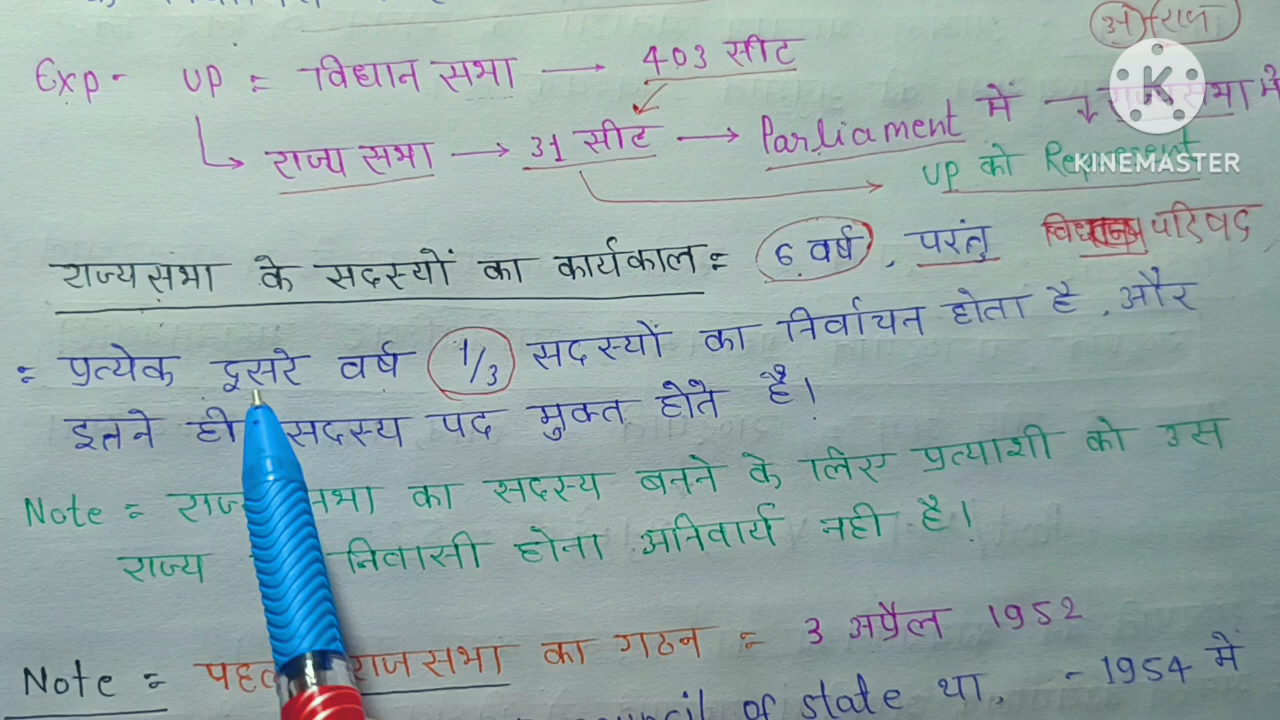 Exp - UP = विधान सभा → 403 सीट
राज्य सभा → 31 सीट → Parliament में → राज्यसभा में
UP को Represent
KINEMASTER
राज्यसभा के सदस्यों का कार्यकाल = 6 वर्ष, परंतु परिषद
= प्रत्येक दूसरे वर्ष 1/3 सदस्यों का निर्वाचन होता है, और
इतने ही सदस्य पद मुक्त होते है।
Note = सभा का सदस्य बनने के लिए प्रत्याशी को उस
राज्य निवासी होना अनिवार्य नही है।
Note = राजसभा का गठन = 3 अप्रैल 1952
of state था, - 1954 में